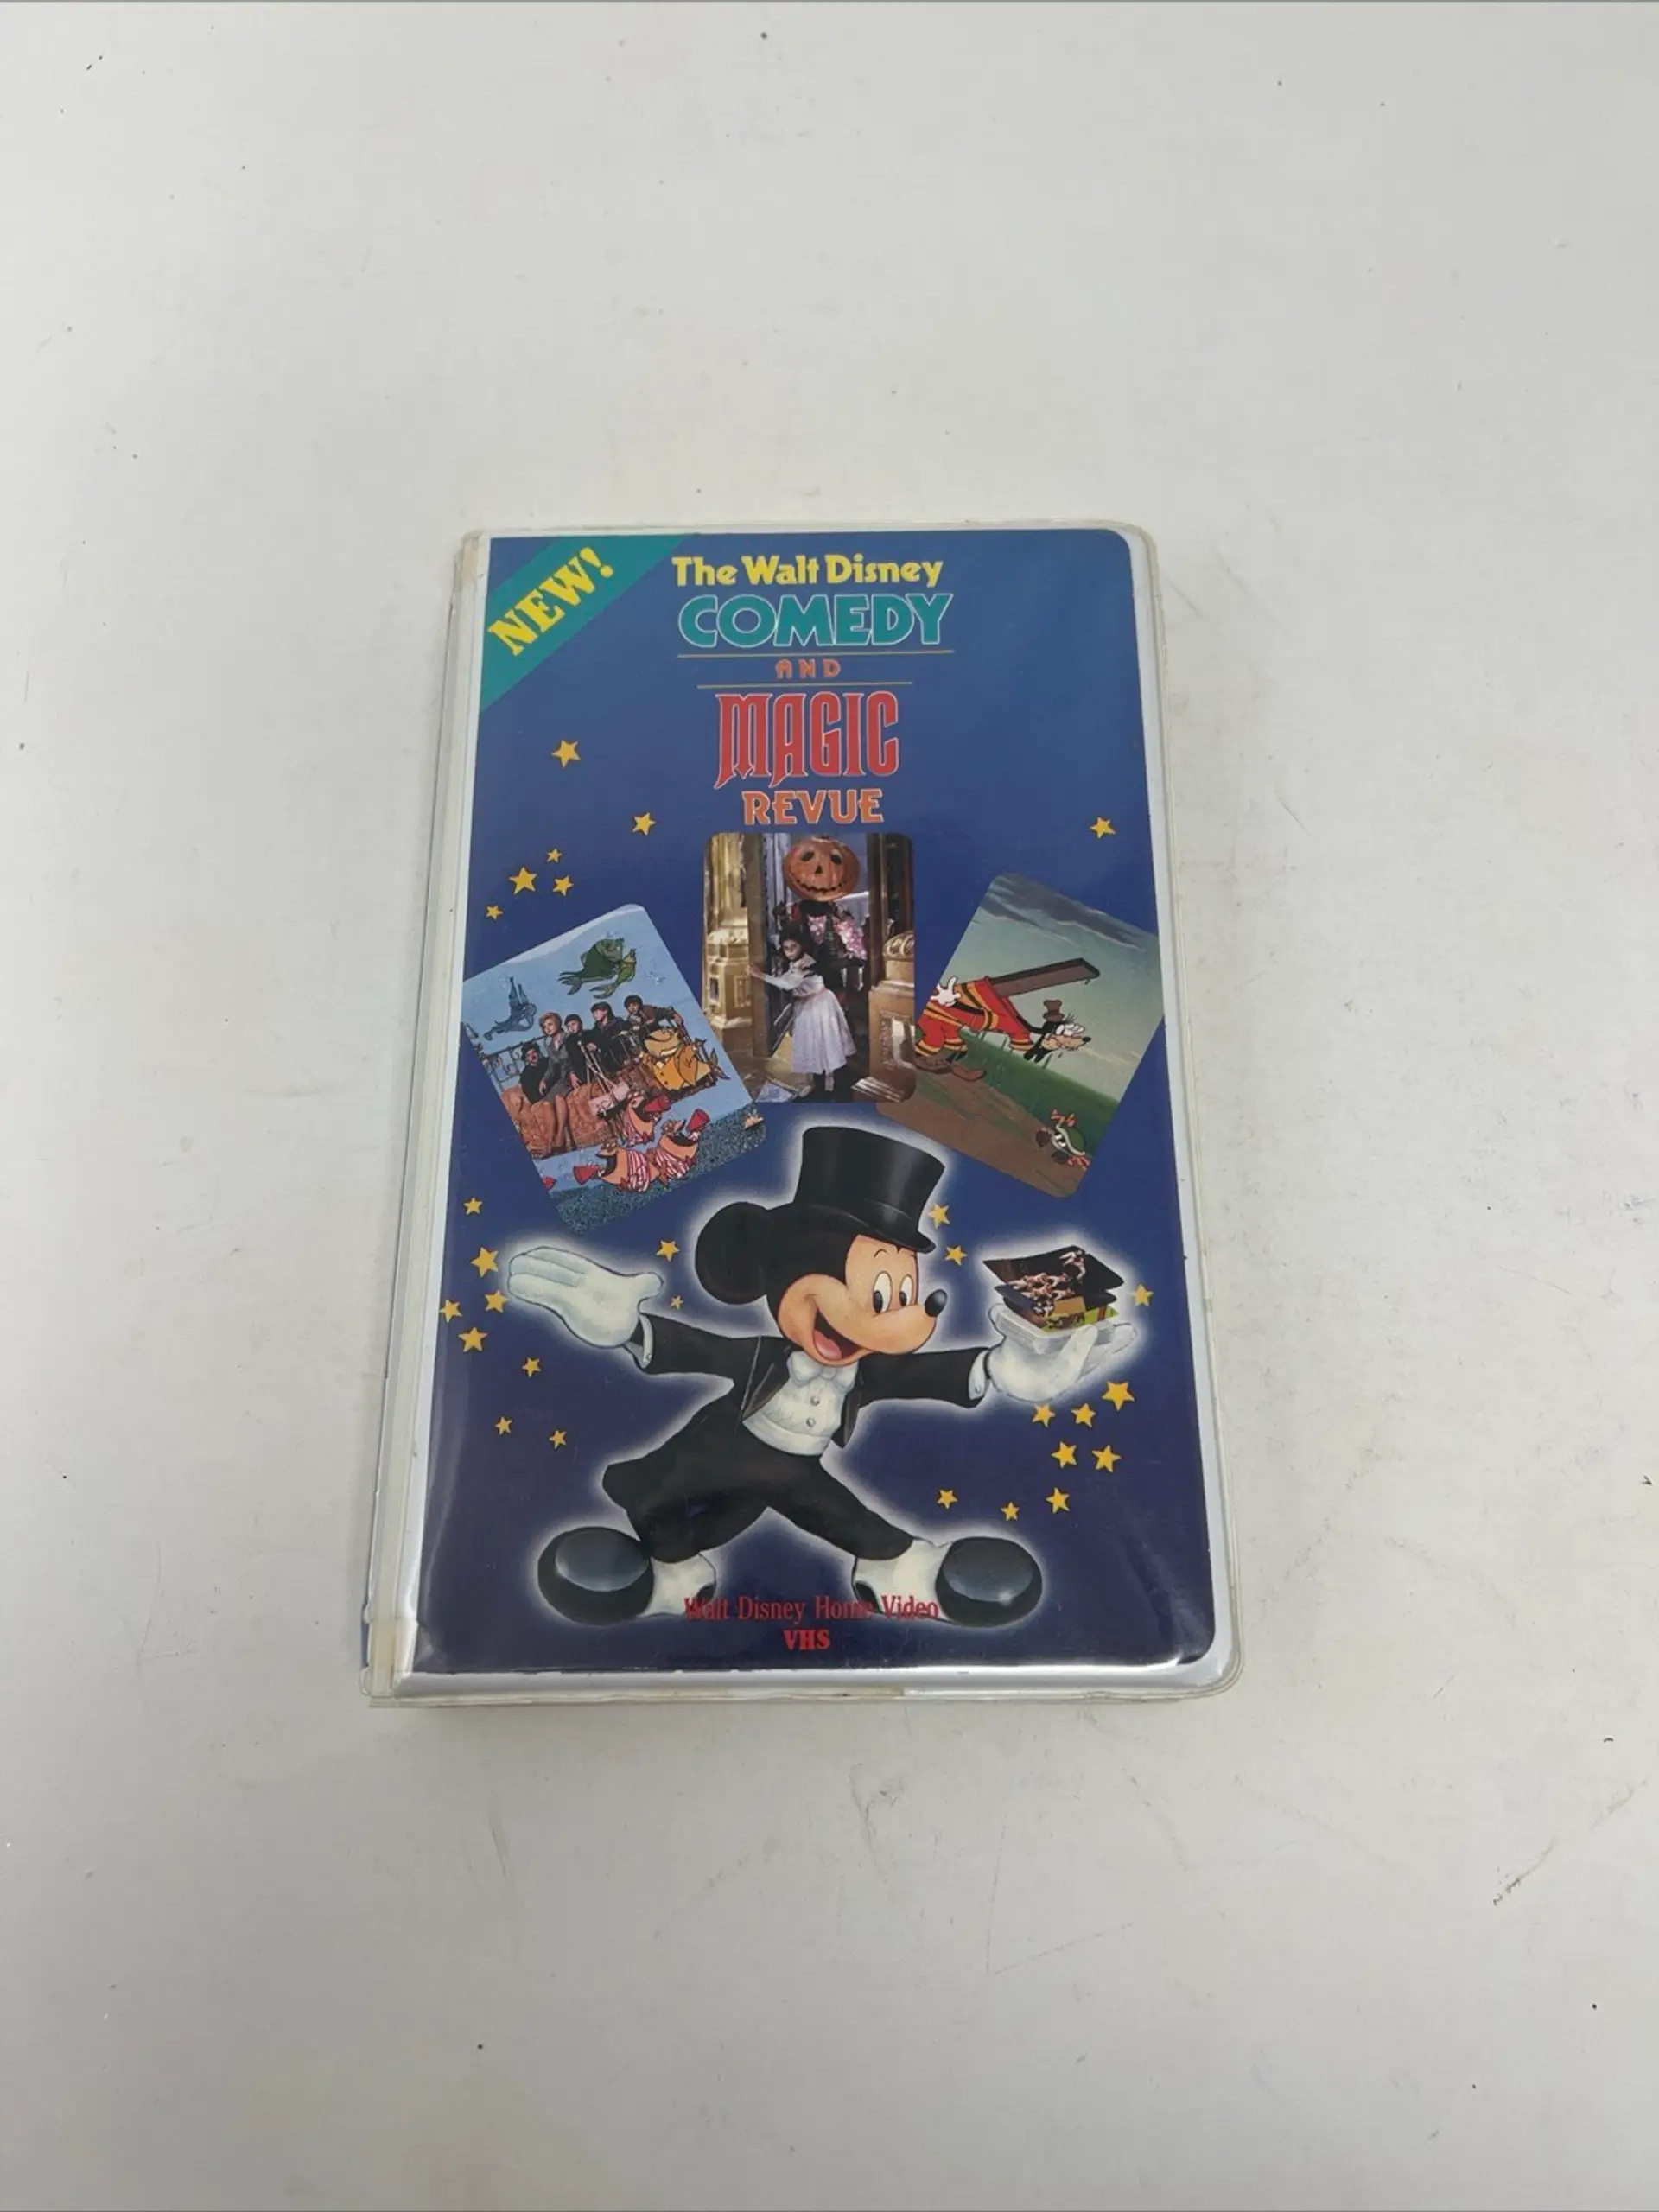 NEW!
The Walt Disney
COMEDY
AND
MAGIC
REVUE
Walt Disney Home Video
VHS